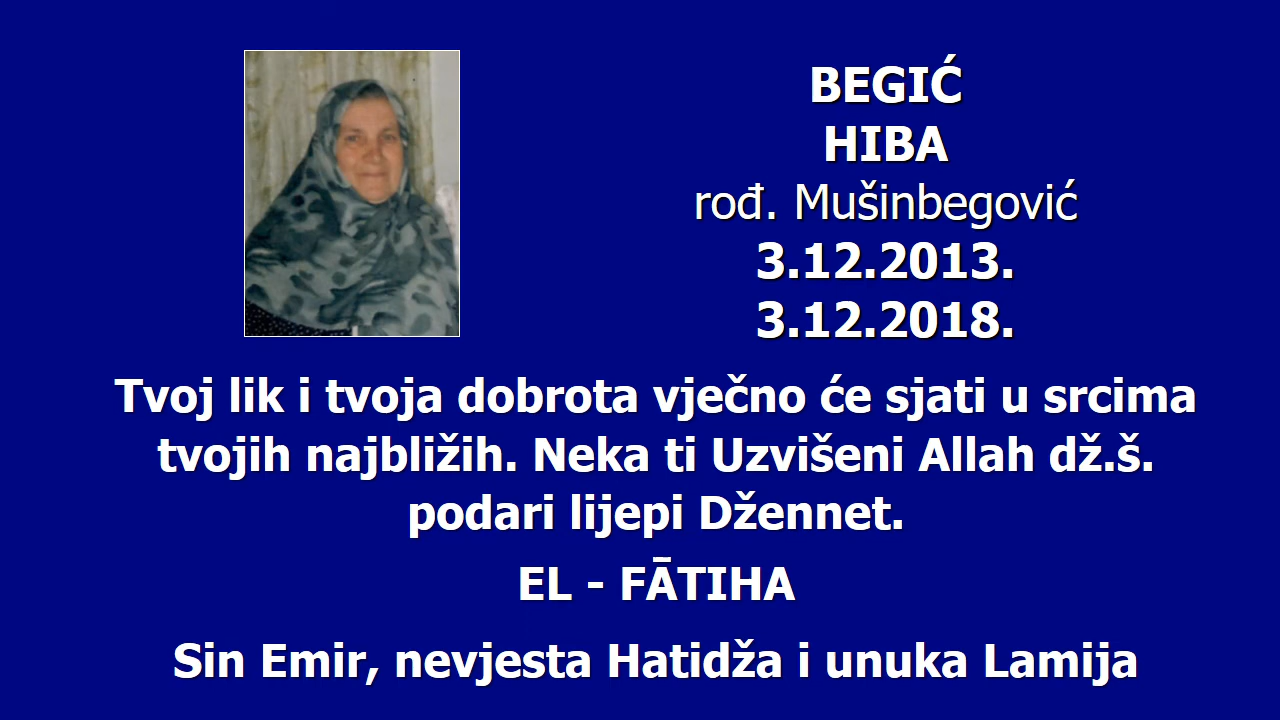 BEGIĆ
HIBA
rođ. Mušinbegović
3.12.2013.
3.12.2018.
Tvoj lik i tvoja dobrota vječno će sjati u srcima
tvojih najbližih. Neka ti Uzvišeni Allah dž.š.
podari lijepi Džennet.
EL - FĀTIHA
Sin Emir, nevjesta Hatidža i unuka Lamija